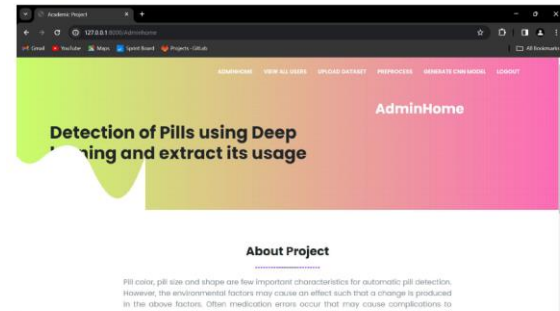 Academic Project
127.0.0.1:8000/Adminhome
Gmail YouTube Maps Sprint Board Projects · GitLab All Bookmarks
ADMINHOME VIEW ALL USERS UPLOAD DATASET PREPROCESS GENERATE CNN MODEL LOGOUT
AdminHome
Detection of Pills using Deep
and extract its usage
About Project
Pill color, pill size and shape are few important characteristics for automatic pill detection.
However, the environmental factors may cause an effect such that a change is produced
in the above factors. Often medication errors occur that may cause complications to